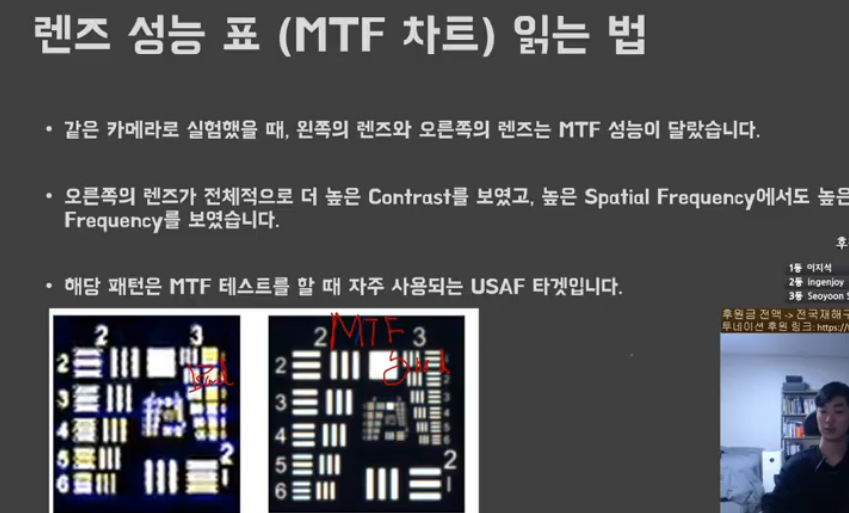 렌즈 성능 표 (MTF 차트) 읽는 법
• 같은 카메라로 실험했을 때, 왼쪽의 렌즈와 오른쪽의 렌즈는 MTF 성능이 달랐습니다.
• 오른쪽의 렌즈가 전체적으로 더 높은 Contrast를 보였고, 높은 Spatial Frequency에서도 높은
Frequency를 보였습니다.
후
• 해당 패턴은 MTF 테스트를 할 때 자주 사용되는 USAF 타겟입니다.
1등 이지석
2등 ingenjoy
3등 Seoyoon S
후원금 전액 -> 전국재해구
투네이션 후원 링크: https://
2 3
2
3
4
5
6
2
1
Bad
MTF
Good
2 3
2
3
4
5
6
1
2
3
4
5
6
2
1